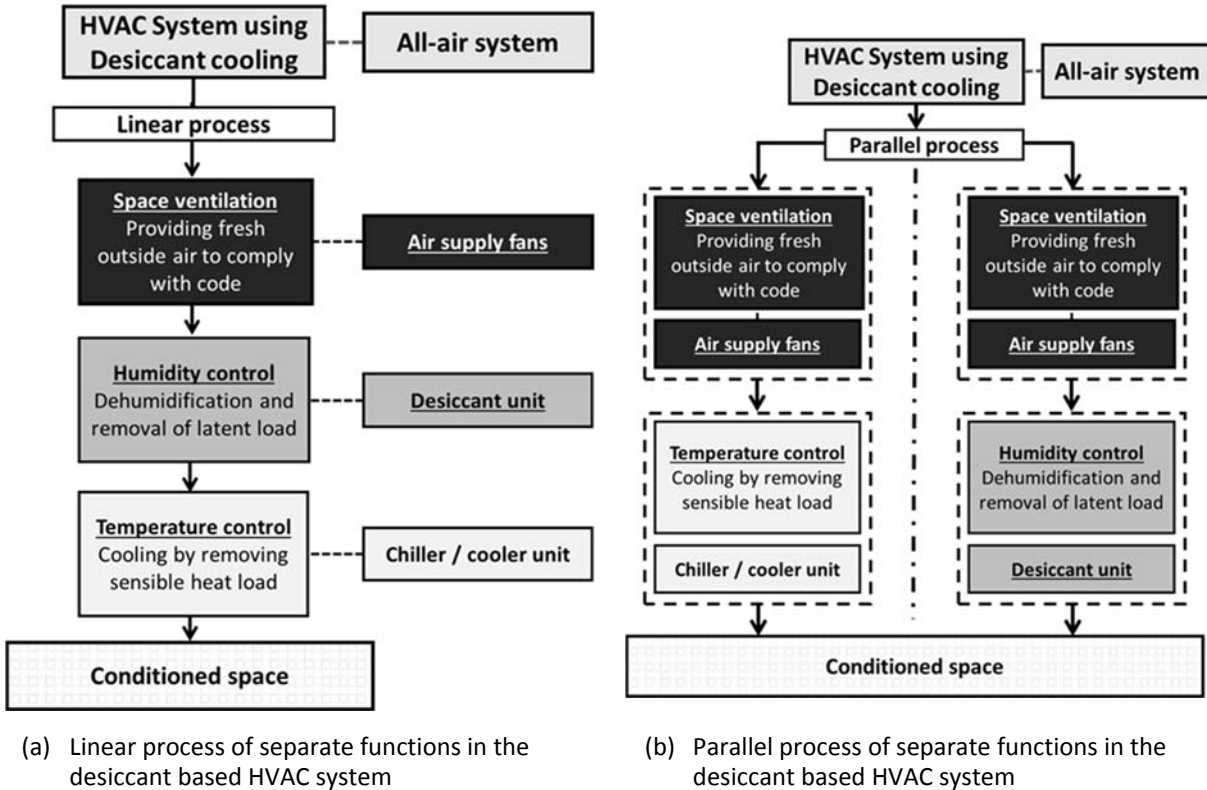 HVAC System using
Desiccant cooling
All-air system
Linear process
Space ventilation
Providing fresh
outside air to comply
with code
Air supply fans
Humidity control
Dehumidification and
removal of latent load
Desiccant unit
Temperature control
Cooling by removing
sensible heat load
Chiller / cooler unit
Conditioned space
(a) Linear process of separate functions in the
desiccant based HVAC system
HVAC System using
Desiccant cooling
All-air system
Parallel process
Space ventilation
Providing fresh
outside air to comply
with code
Air supply fans
Temperature control
Cooling by removing
sensible heat load
Chiller / cooler unit
Space ventilation
Providing fresh
outside air to comply
with code
Air supply fans
Humidity control
Dehumidification and
removal of latent load
Desiccant unit
Conditioned space
(b) Parallel process of separate functions in the
desiccant based HVAC system